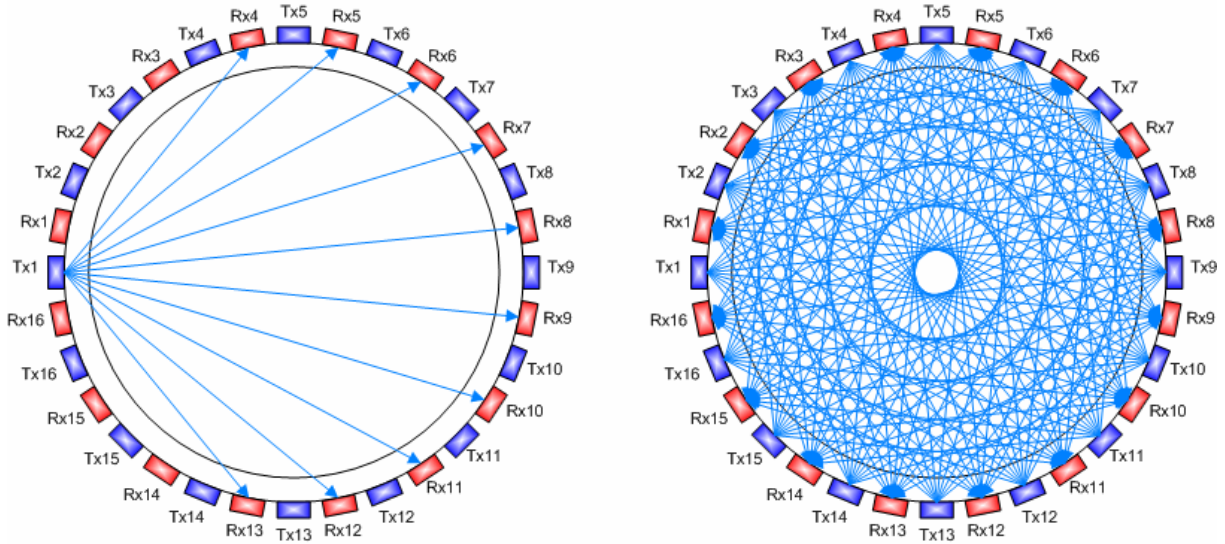 Tx5
Rx4
Rx5
Tx4
Tx6
Rx3
Rx6
Tx3
Tx7
Rx2
Rx7
Tx2
Tx8
Rx1
Rx8
Tx1
Tx9
Rx16
Rx9
Tx16
Tx10
Rx15
Rx10
Tx15
Tx11
Rx14
Rx11
Tx14
Tx12
Rx13
Rx12
Tx13
Tx5
Rx4
Rx5
Tx4
Tx6
Rx3
Rx6
Tx3
Tx7
Rx2
Rx7
Tx2
Tx8
Rx1
Rx8
Tx1
Tx9
Rx16
Rx9
Tx16
Tx10
Rx15
Rx10
Tx15
Tx11
Rx14
Rx11
Tx14
Tx12
Rx13
Rx12
Tx13